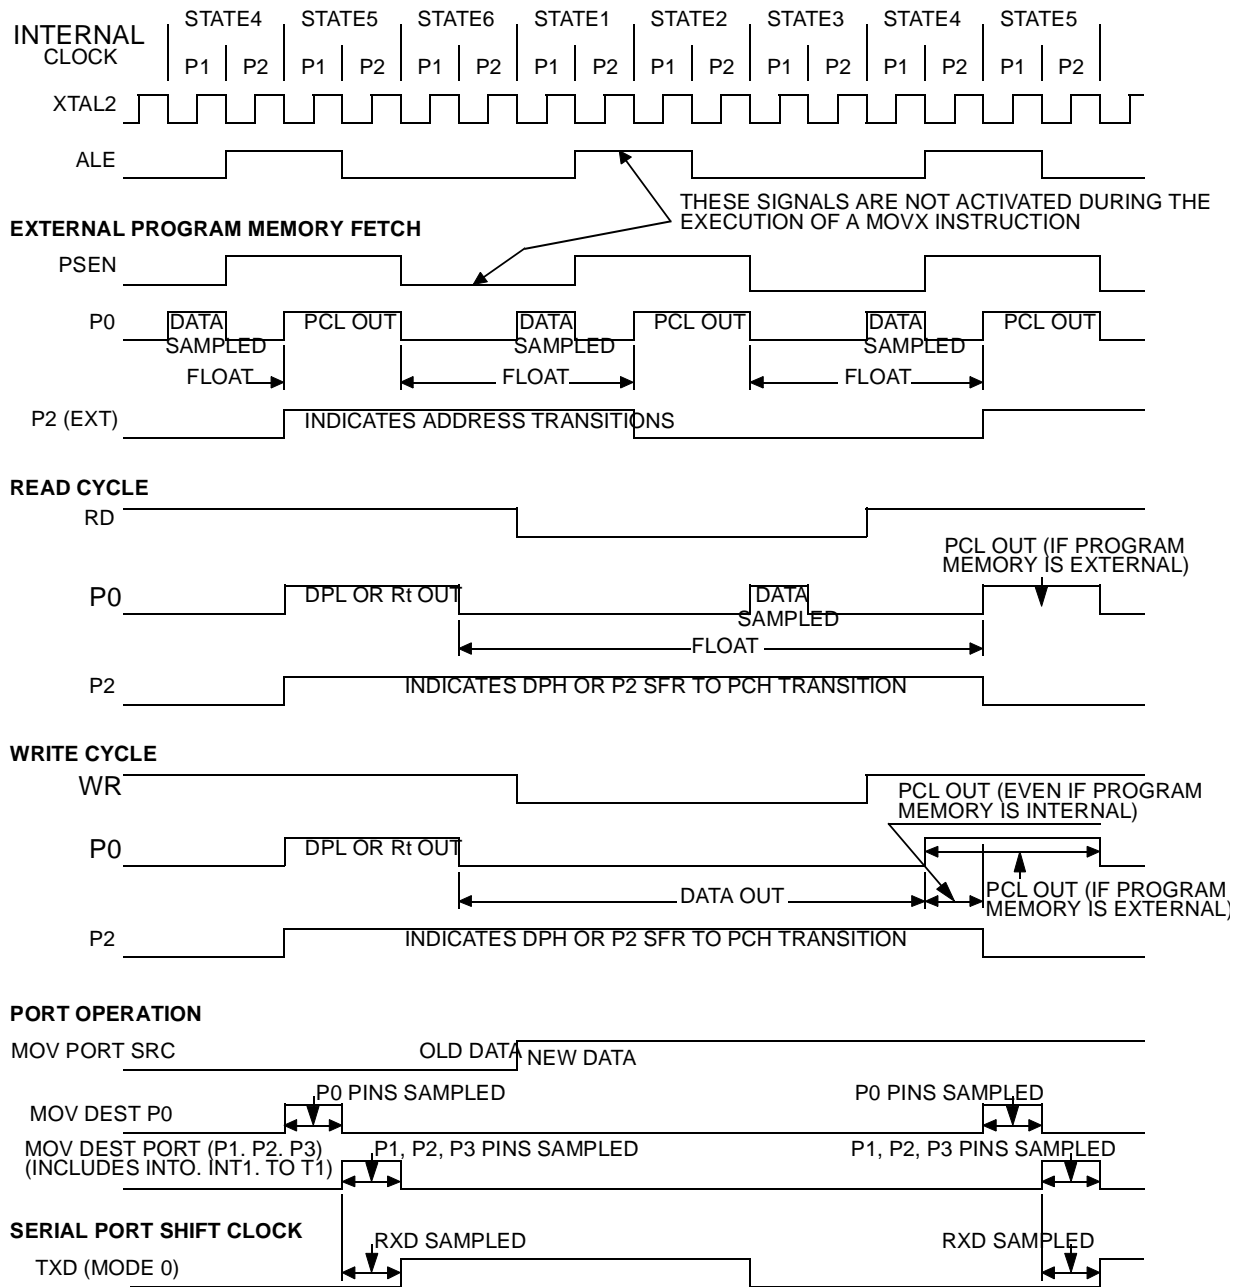 INTERNAL
CLOCK
STATE4 STATE5 STATE6 STATE1 STATE2 STATE3 STATE4 STATE5
P1 P2 P1 P2 P1 P2 P1 P2 P1 P2 P1 P2 P1 P2 P1 P2
XTAL2
ALE
THESE SIGNALS ARE NOT ACTIVATED DURING THE
EXECUTION OF A MOVX INSTRUCTION
EXTERNAL PROGRAM MEMORY FETCH
PSEN
P0
DATA PCL OUT DATA PCL OUT DATA PCL OUT
SAMPLED SAMPLED SAMPLED
FLOAT FLOAT FLOAT
P2 (EXT)
INDICATES ADDRESS TRANSITIONS
READ CYCLE
RD
PCL OUT (IF PROGRAM
MEMORY IS EXTERNAL)
P0
DPL OR Rt OUT
DATA
SAMPLED
FLOAT
P2
INDICATES DPH OR P2 SFR TO PCH TRANSITION
WRITE CYCLE
WR
PCL OUT (EVEN IF PROGRAM
MEMORY IS INTERNAL)
P0
DPL OR Rt OUT
DATA OUT
PCL OUT (IF PROGRAM
MEMORY IS EXTERNAL)
P2
INDICATES DPH OR P2 SFR TO PCH TRANSITION
PORT OPERATION
MOV PORT SRC
OLD DATA NEW DATA
P0 PINS SAMPLED P0 PINS SAMPLED
MOV DEST P0
MOV DEST PORT (P1. P2. P3)
(INCLUDES INTO. INT1. TO T1)
P1, P2, P3 PINS SAMPLED P1, P2, P3 PINS SAMPLED
SERIAL PORT SHIFT CLOCK
RXD SAMPLED RXD SAMPLED
TXD (MODE 0)